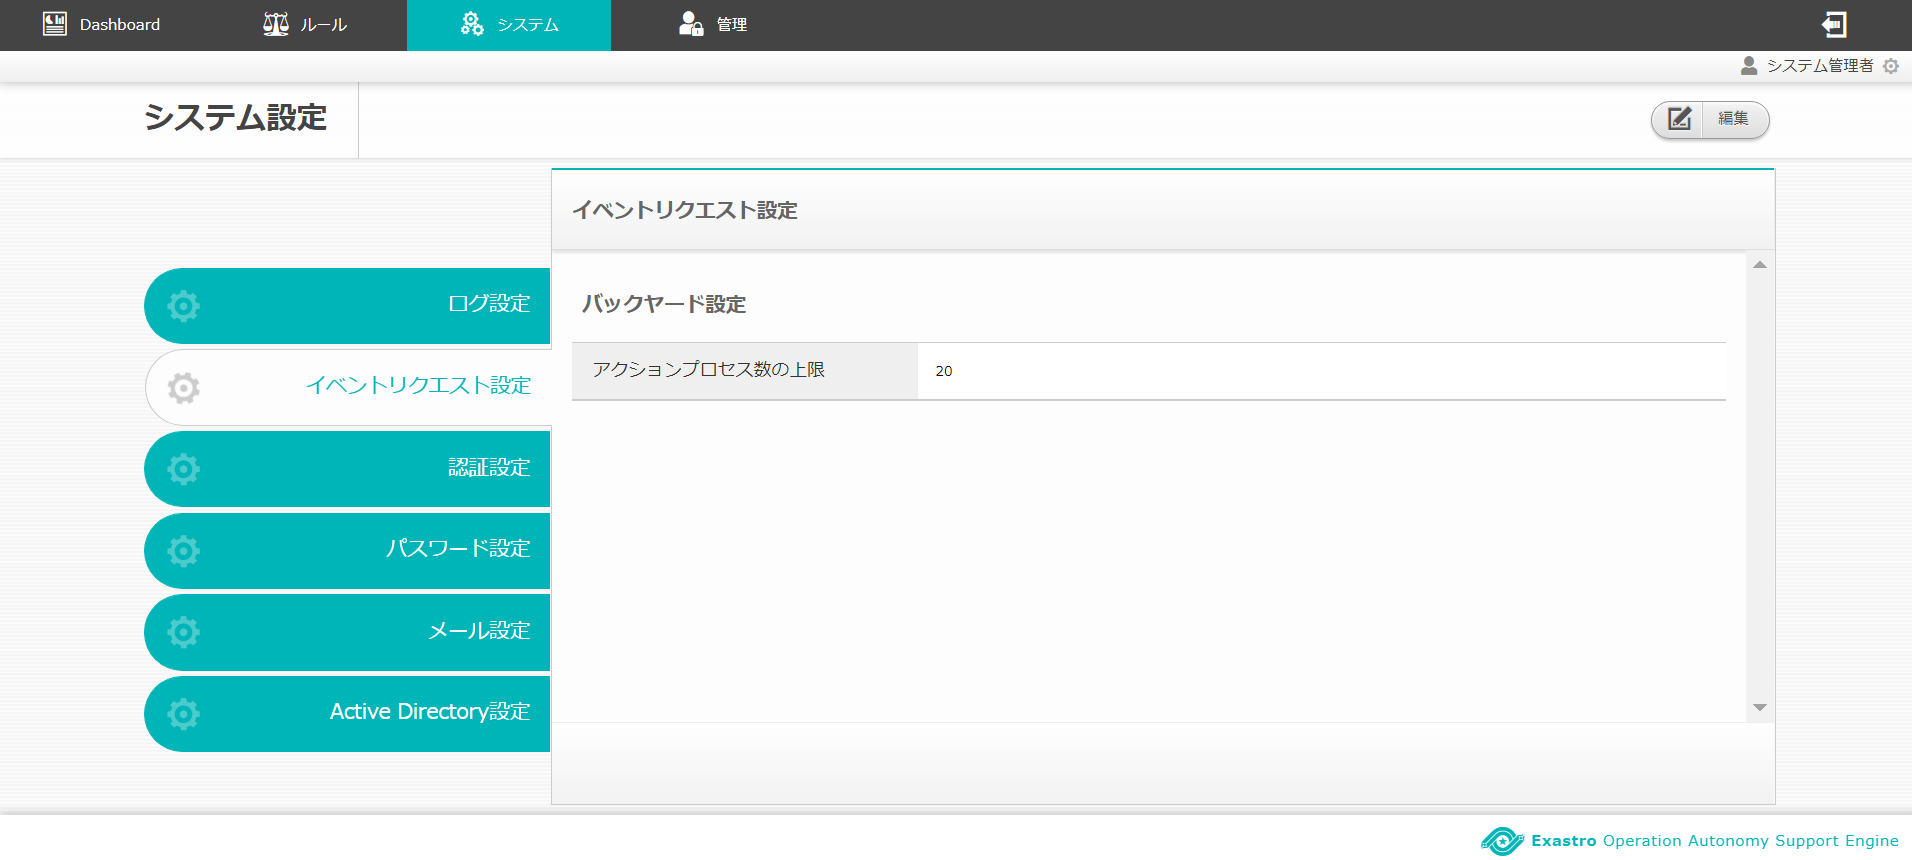 Dashboard
ルール
システム
管理
システム管理者
システム設定
編集
イベントリクエスト設定
バックヤード設定
アクションプロセス数の上限
20
ログ設定
イベントリクエスト設定
認証設定
パスワード設定
メール設定
Active Directory設定
Exastro Operation Autonomy Support Engine